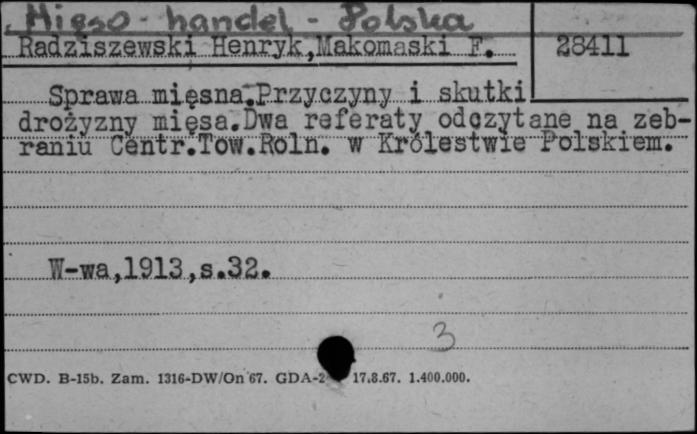 Mięso - handel - Polska
Radziszewski Henryk,Makomaski F.
28411
Sprawa mięsna.Przyczyny i skutki
drożyzny mięsa.Dwa referaty odczytane na zeb-
raniu Centr.Tow.Roln. w Królestwie Polskiem.
W-wa,1913,s.32.
3
CWD. B-15b. Zam. 1316-DW/On 67. GDA-2 17.8.67. 1.400.000.